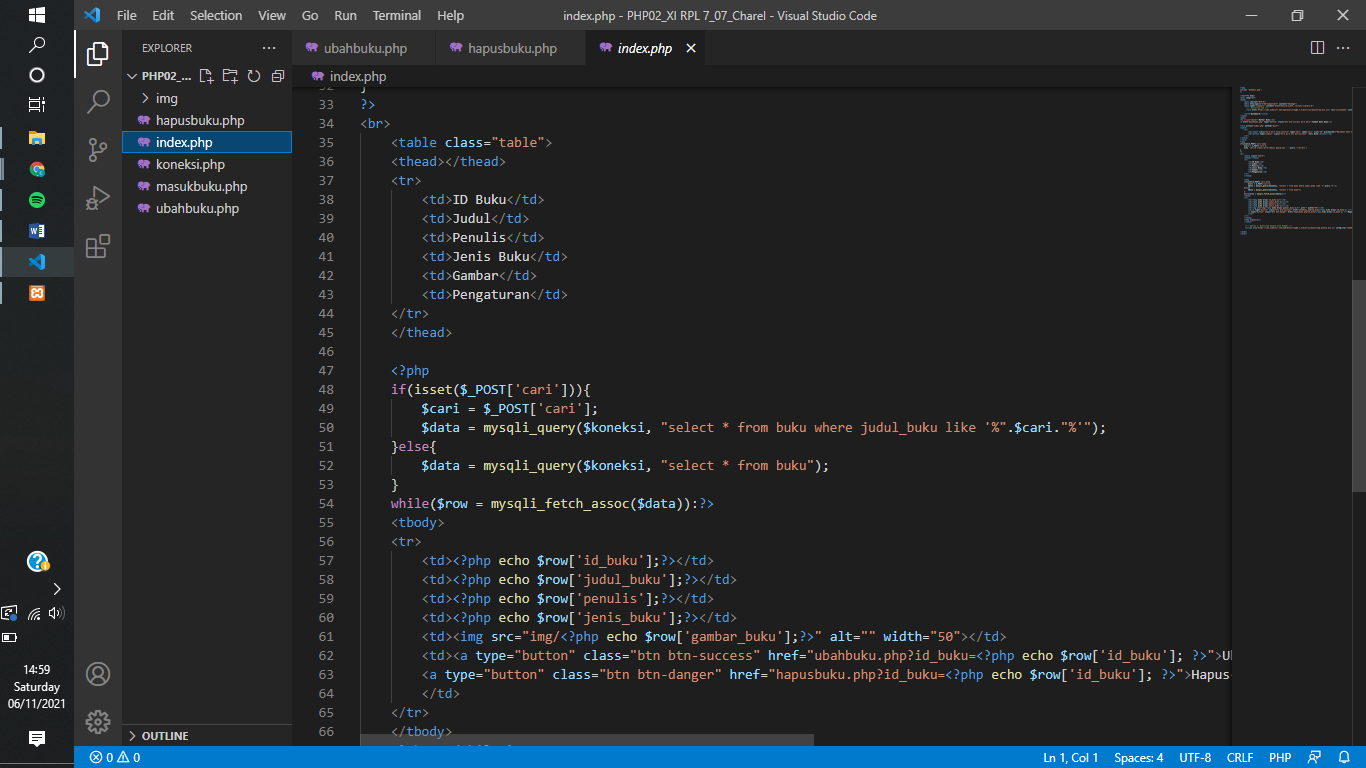 File Edit Selection View Go Run Terminal Help index.php - PHP02_XI RPL 7_07_Charel - Visual Studio Code
EXPLORER
PHP02_...
img
hapusbuku.php
index.php
koneksi.php
masukbuku.php
ubahbuku.php
OUTLINE
ubahbuku.php hapusbuku.php index.php
index.php
32 }
33 ?>
34 <br>
35 <table class="table">
36 <thead></thead>
37 <tr>
38 <td>ID Buku</td>
39 <td>Judul</td>
40 <td>Penulis</td>
41 <td>Jenis Buku</td>
42 <td>Gambar</td>
43 <td>Pengaturan</td>
44 </tr>
45 </thead>
46
47 <?php
48 if(isset($_POST['cari'])){
49 $cari = $_POST['cari'];
50 $data = mysqli_query($koneksi, "select * from buku where judul_buku like '%".$cari."%'");
51 }else{
52 $data = mysqli_query($koneksi, "select * from buku");
53 }
54 while($row = mysqli_fetch_assoc($data)):?>
55 <tbody>
56 <tr>
57 <td><?php echo $row['id_buku'];?></td>
58 <td><?php echo $row['judul_buku'];?></td>
59 <td><?php echo $row['penulis'];?></td>
60 <td><?php echo $row['jenis_buku'];?></td>
61 <td><img src="img/<?php echo $row['gambar_buku'];?>" alt="" width="50"></td>
62 <td><a type="button" class="btn btn-success" href="ubahbuku.php?id_buku=<?php echo $row['id_buku']; ?>">U
63 <a type="button" class="btn btn-danger" href="hapusbuku.php?id_buku=<?php echo $row['id_buku']; ?>">Hapus
64 </td>
65 </tr>
66 </tbody>
14:59
Saturday
06/11/2021
0 0 Ln 1, Col 1 Spaces: 4 UTF-8 CRLF PHP